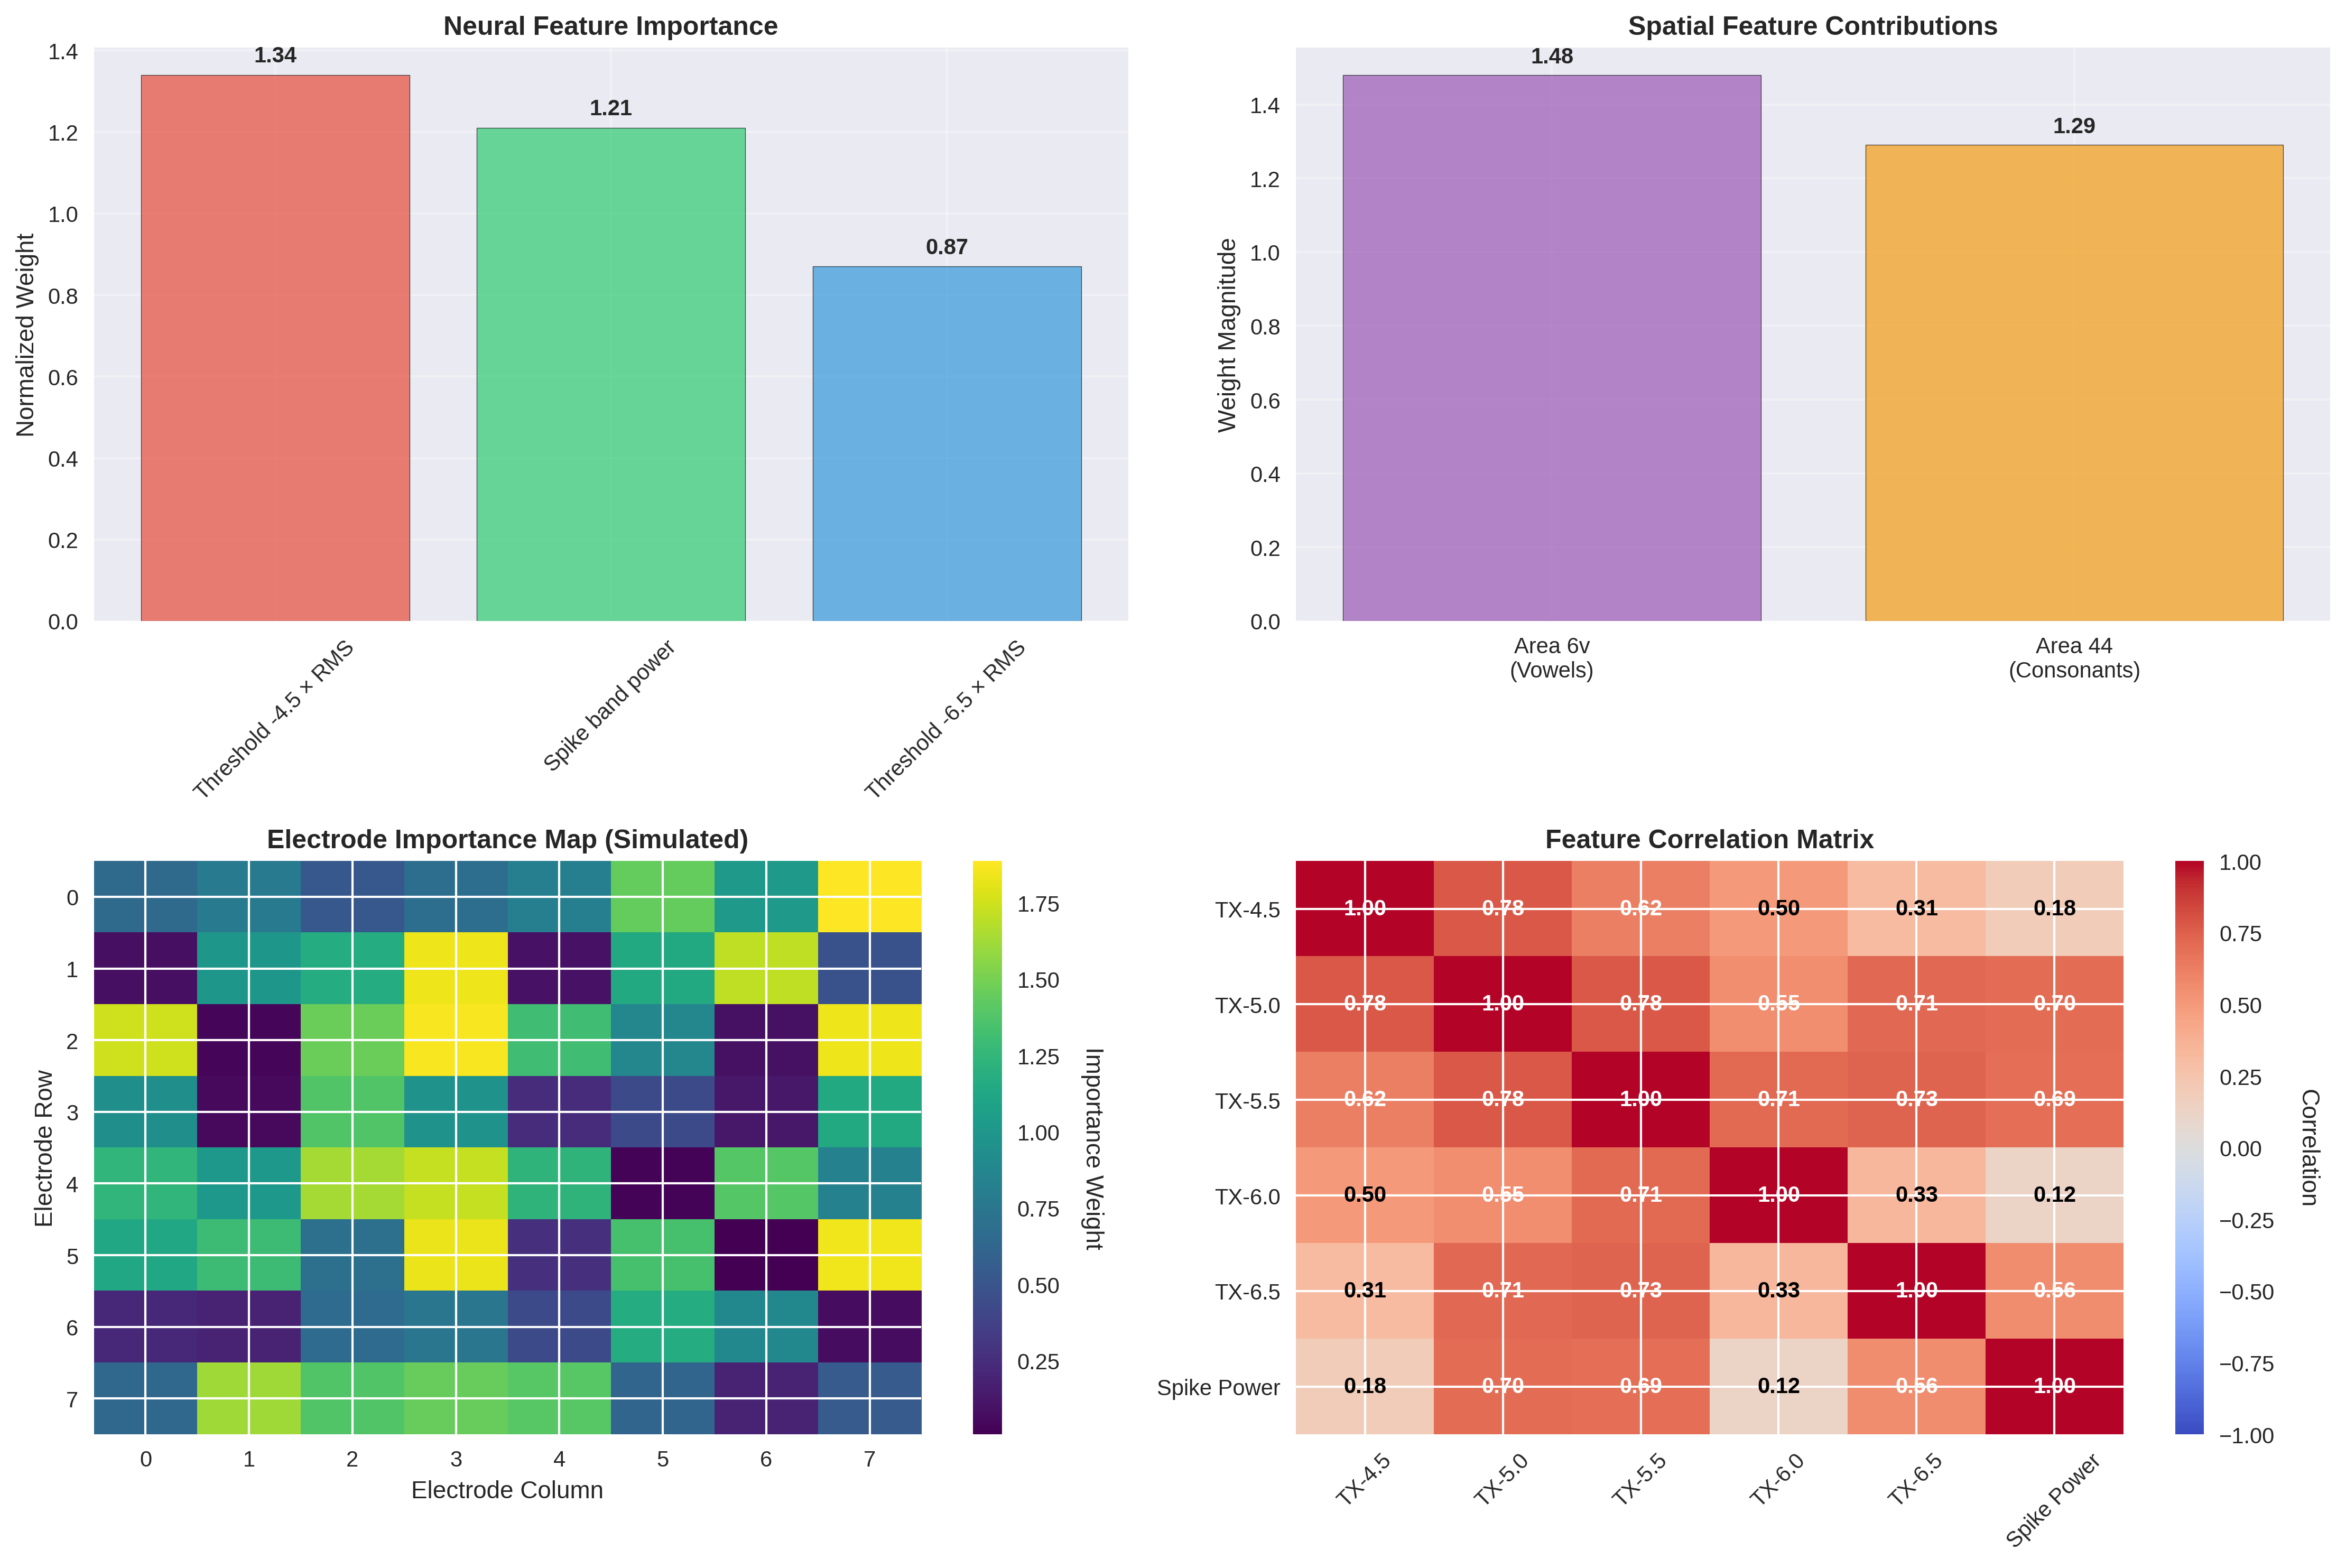 Neural Feature Importance
1.4
1.2
1.0
0.8
0.6
0.4
0.2
0.0
Normalized Weight
1.34
1.21
0.87
Threshold -4.5 × RMS
Spike band power
Threshold -6.5 × RMS
Spatial Feature Contributions
1.4
1.2
1.0
0.8
0.6
0.4
0.2
0.0
Weight Magnitude
1.48
1.29
Area 6v
(Vowels)
Area 44
(Consonants)
Electrode Importance Map (Simulated)
Electrode Row
0
1
2
3
4
5
6
7
0 1 2 3 4 5 6 7
Electrode Column
1.75
1.50
1.25
1.00
0.75
0.50
0.25
Importance Weight
Feature Correlation Matrix
TX-4.5 1.00 0.78 0.62 0.50 0.31 0.18
TX-5.0 0.78 1.00 0.78 0.55 0.71 0.70
TX-5.5 0.62 0.78 1.00 0.71 0.73 0.69
TX-6.0 0.50 0.55 0.71 1.00 0.33 0.12
TX-6.5 0.31 0.71 0.73 0.33 1.00 0.56
Spike Power 0.18 0.70 0.69 0.12 0.56 1.00
TX-4.5
TX-5.0
TX-5.5
TX-6.0
TX-6.5
Spike Power
1.00
0.75
0.50
0.25
0.00
−0.25
−0.50
−0.75
−1.00
Correlation